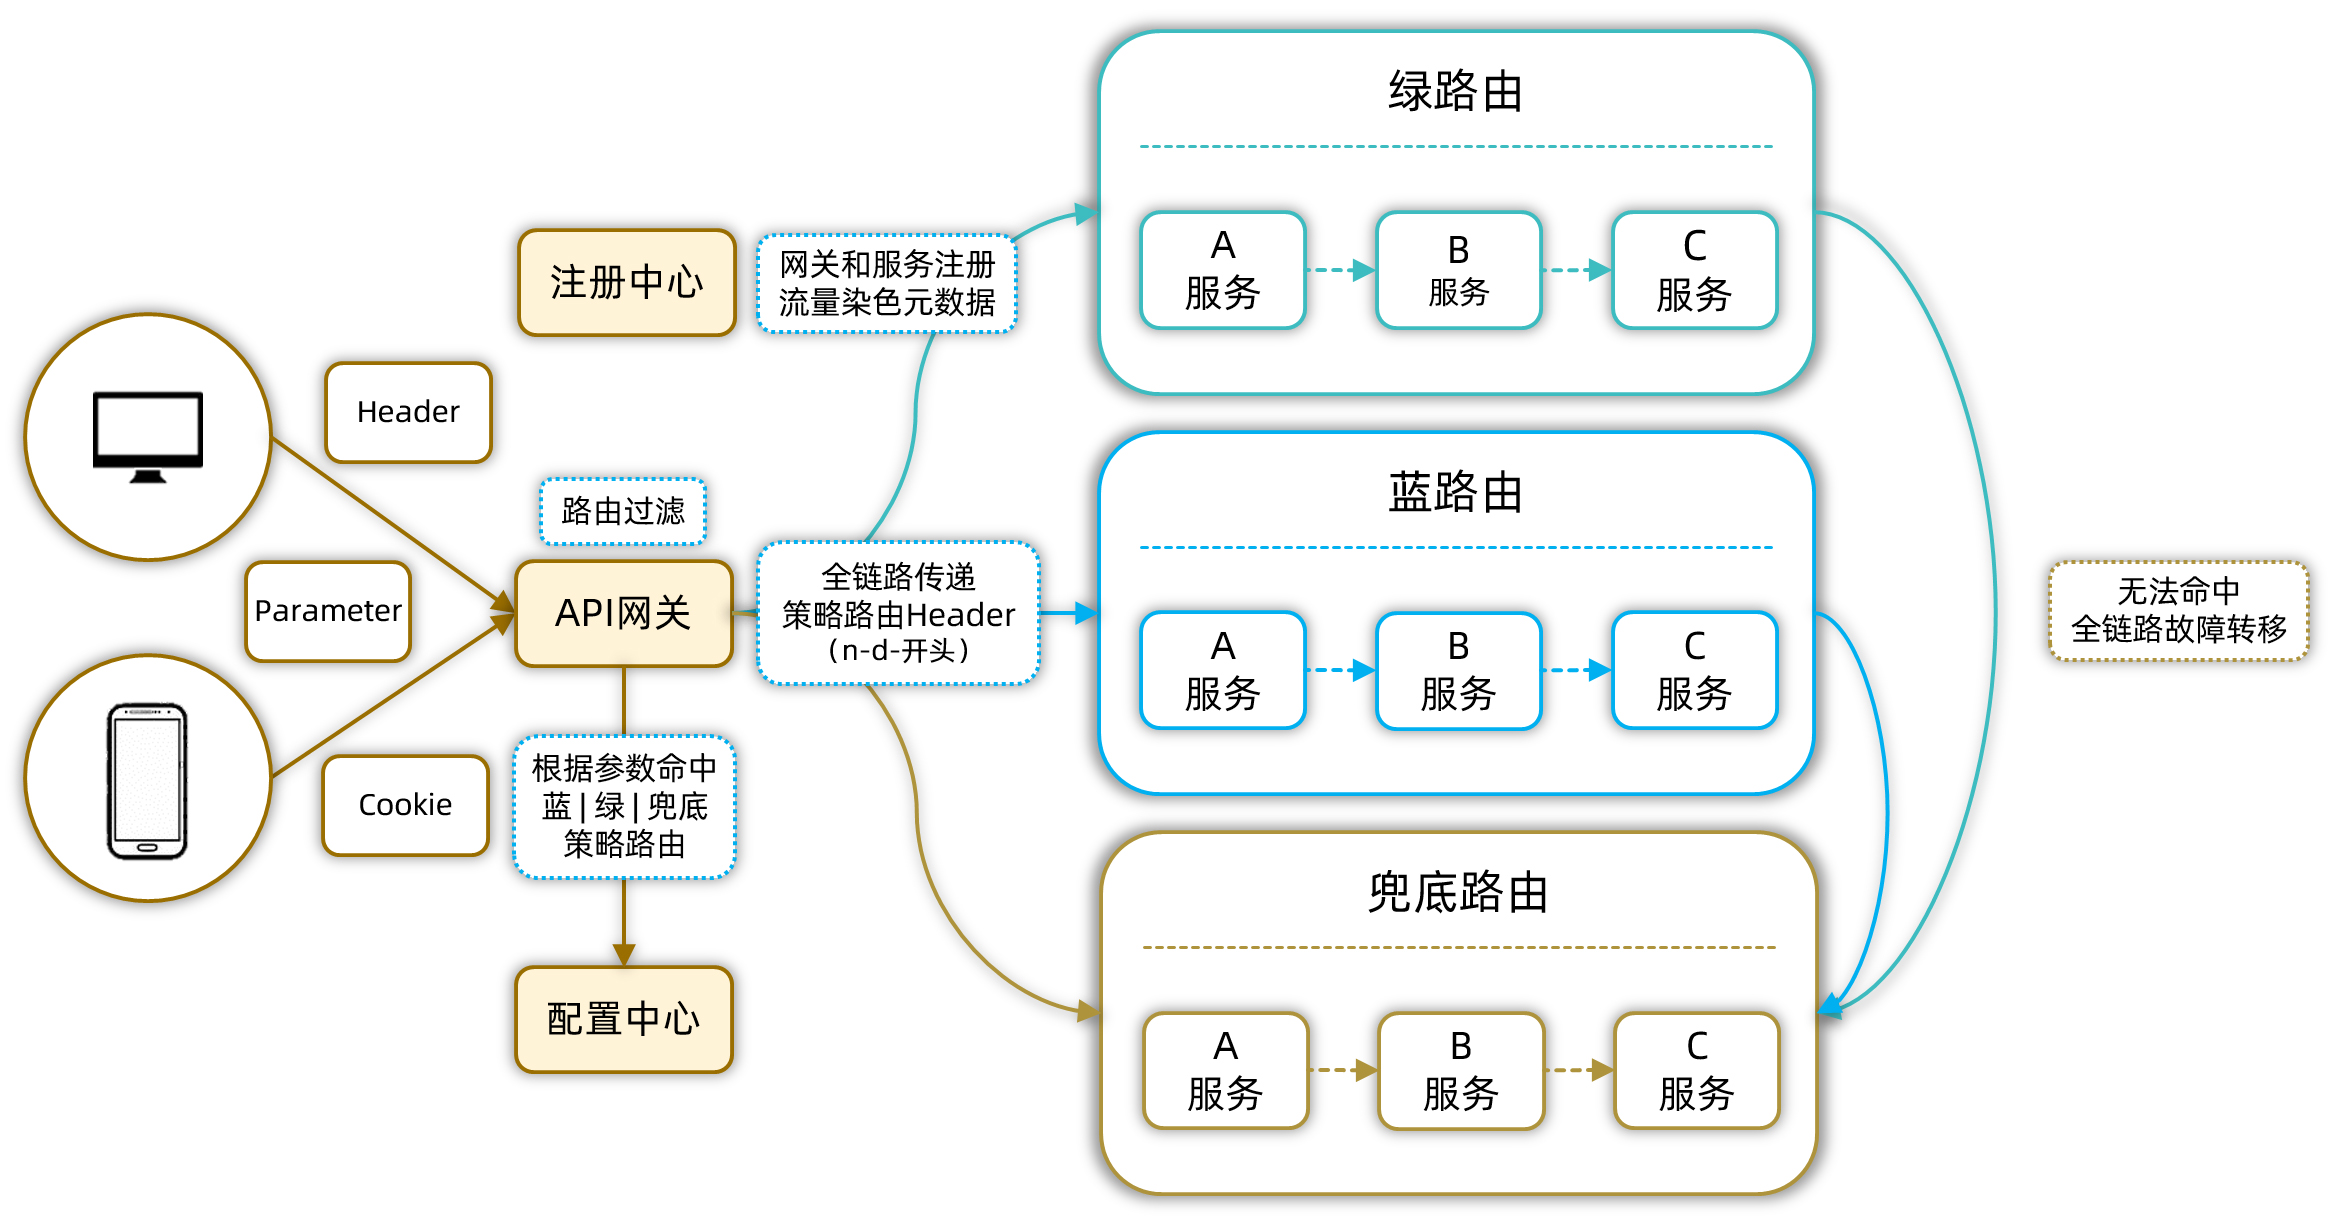 绿路由
A
服务
B
服务
C
服务
注册中心
网关和服务注册
流量染色元数据
Header
路由过滤
Parameter
API网关
全链路传递
策略路由Header
(n-d-开头)
蓝路由
A
服务
B
服务
C
服务
无法命中
全链路故障转移
Cookie
根据参数命中
蓝|绿|兜底
策略路由
配置中心
兜底路由
A
服务
B
服务
C
服务